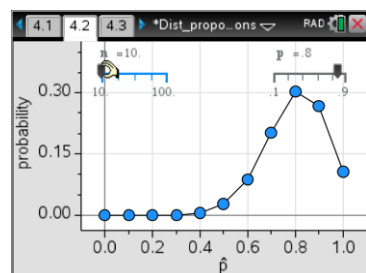 4.1 4.2 4.3 *Dist_propo...ons RAD
n =10. p =.8
10. 100. .1 .9
0.30
0.15
0.00
probability
0.0 0.2 0.4 0.6 0.8 1.0
p̂